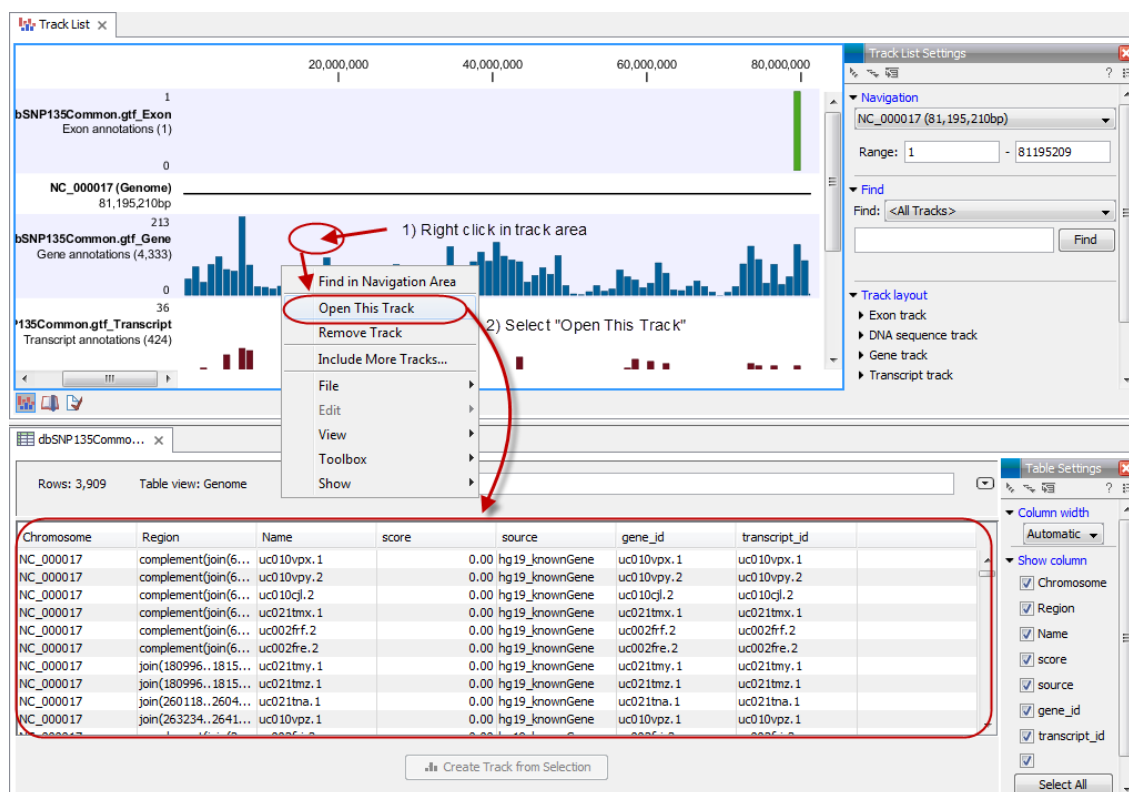 Track List
20,000,000 40,000,000 60,000,000 80,000,000
1
bSNP135Common.gtf_Exon
Exon annotations (1)
0
NC_000017 (Genome)
81,195,210bp
213
bSNP135Common.gtf_Gene
Gene annotations (4,333)
0
36
135Common.gtf_Transcript
Transcript annotations (424)
1) Right click in track area
Find in Navigation Area
Open This Track
2) Select "Open This Track"
Remove Track
Include More Tracks...
File
Edit
View
Toolbox
Show
Track List Settings
?
Navigation
NC_000017 (81,195,210bp)
Range: 1 - 81195209
Find
Find: <All Tracks>
Find
Track layout
Exon track
DNA sequence track
Gene track
Transcript track
dbSNP135Commo...
Rows: 3,909 Table view: Genome
Chromosome Region Name score source gene_id transcript_id
NC_000017 complement(join(6... uc010vpx.1 0.00 hg19_knownGene uc010vpx.1 uc010vpx.1
NC_000017 complement(join(6... uc010vpy.2 0.00 hg19_knownGene uc010vpy.2 uc010vpy.2
NC_000017 complement(join(6... uc010cjl.2 0.00 hg19_knownGene uc010cjl.2 uc010cjl.2
NC_000017 complement(join(6... uc021tmx.1 0.00 hg19_knownGene uc021tmx.1 uc021tmx.1
NC_000017 complement(join(6... uc002frf.2 0.00 hg19_knownGene uc002frf.2 uc002frf.2
NC_000017 complement(join(6... uc002fre.2 0.00 hg19_knownGene uc002fre.2 uc002fre.2
NC_000017 join(180996..1815... uc021tmy.1 0.00 hg19_knownGene uc021tmy.1 uc021tmy.1
NC_000017 join(180996..1815... uc021tmz.1 0.00 hg19_knownGene uc021tmz.1 uc021tmz.1
NC_000017 join(260118..2604... uc021tna.1 0.00 hg19_knownGene uc021tna.1 uc021tna.1
NC_000017 join(263234..2641... uc010vpz.1 0.00 hg19_knownGene uc010vpz.1 uc010vpz.1
Create Track from Selection
Table Settings
?
Column width
Automatic
Show column
Chromosome
Region
Name
score
source
gene_id
transcript_id
Select All